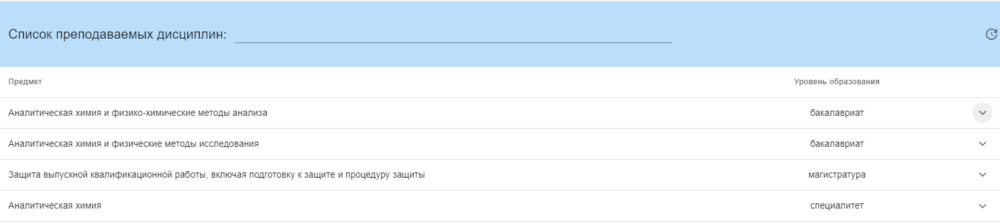 Список преподаваемых дисциплин:
Предмет Уровень образования
Аналитическая химия и физико-химические методы анализа бакалавриат
Аналитическая химия и физические методы исследования бакалавриат
Защита выпускной квалификационной работы, включая подготовку к защите и процедуру защиты магистратура
Аналитическая химия специалитет